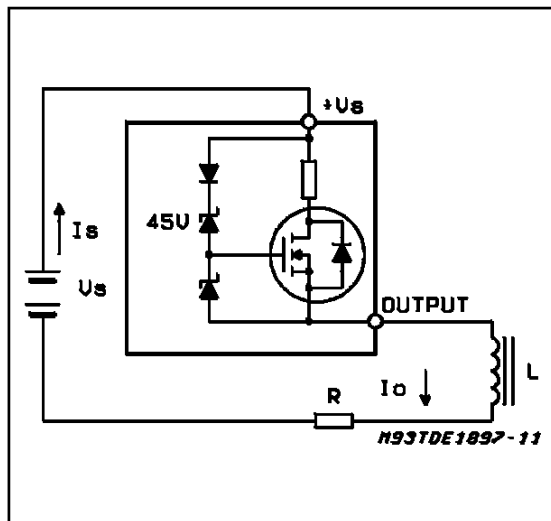 +Vs
45V
Is
Vs
OUTPUT
Io
L
R
M93TDE1897-11